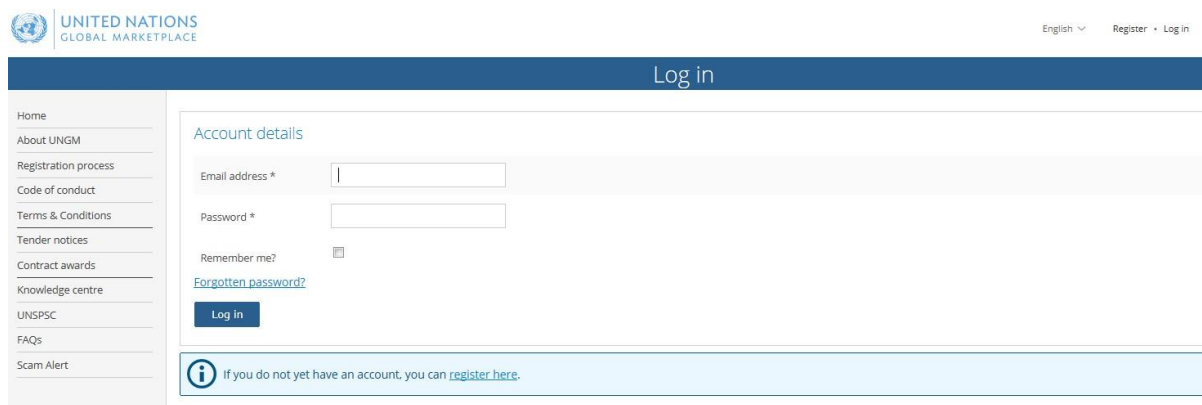 UNITED NATIONS
GLOBAL MARKETPLACE
English
Register • Log in
Log in
Home
About UNGM
Registration process
Code of conduct
Terms & Conditions
Tender notices
Contract awards
Knowledge centre
UNSPSC
FAQs
Scam Alert
Account details
Email address *
Password *
Remember me?
Forgotten password?
Log in
If you do not yet have an account, you can register here.